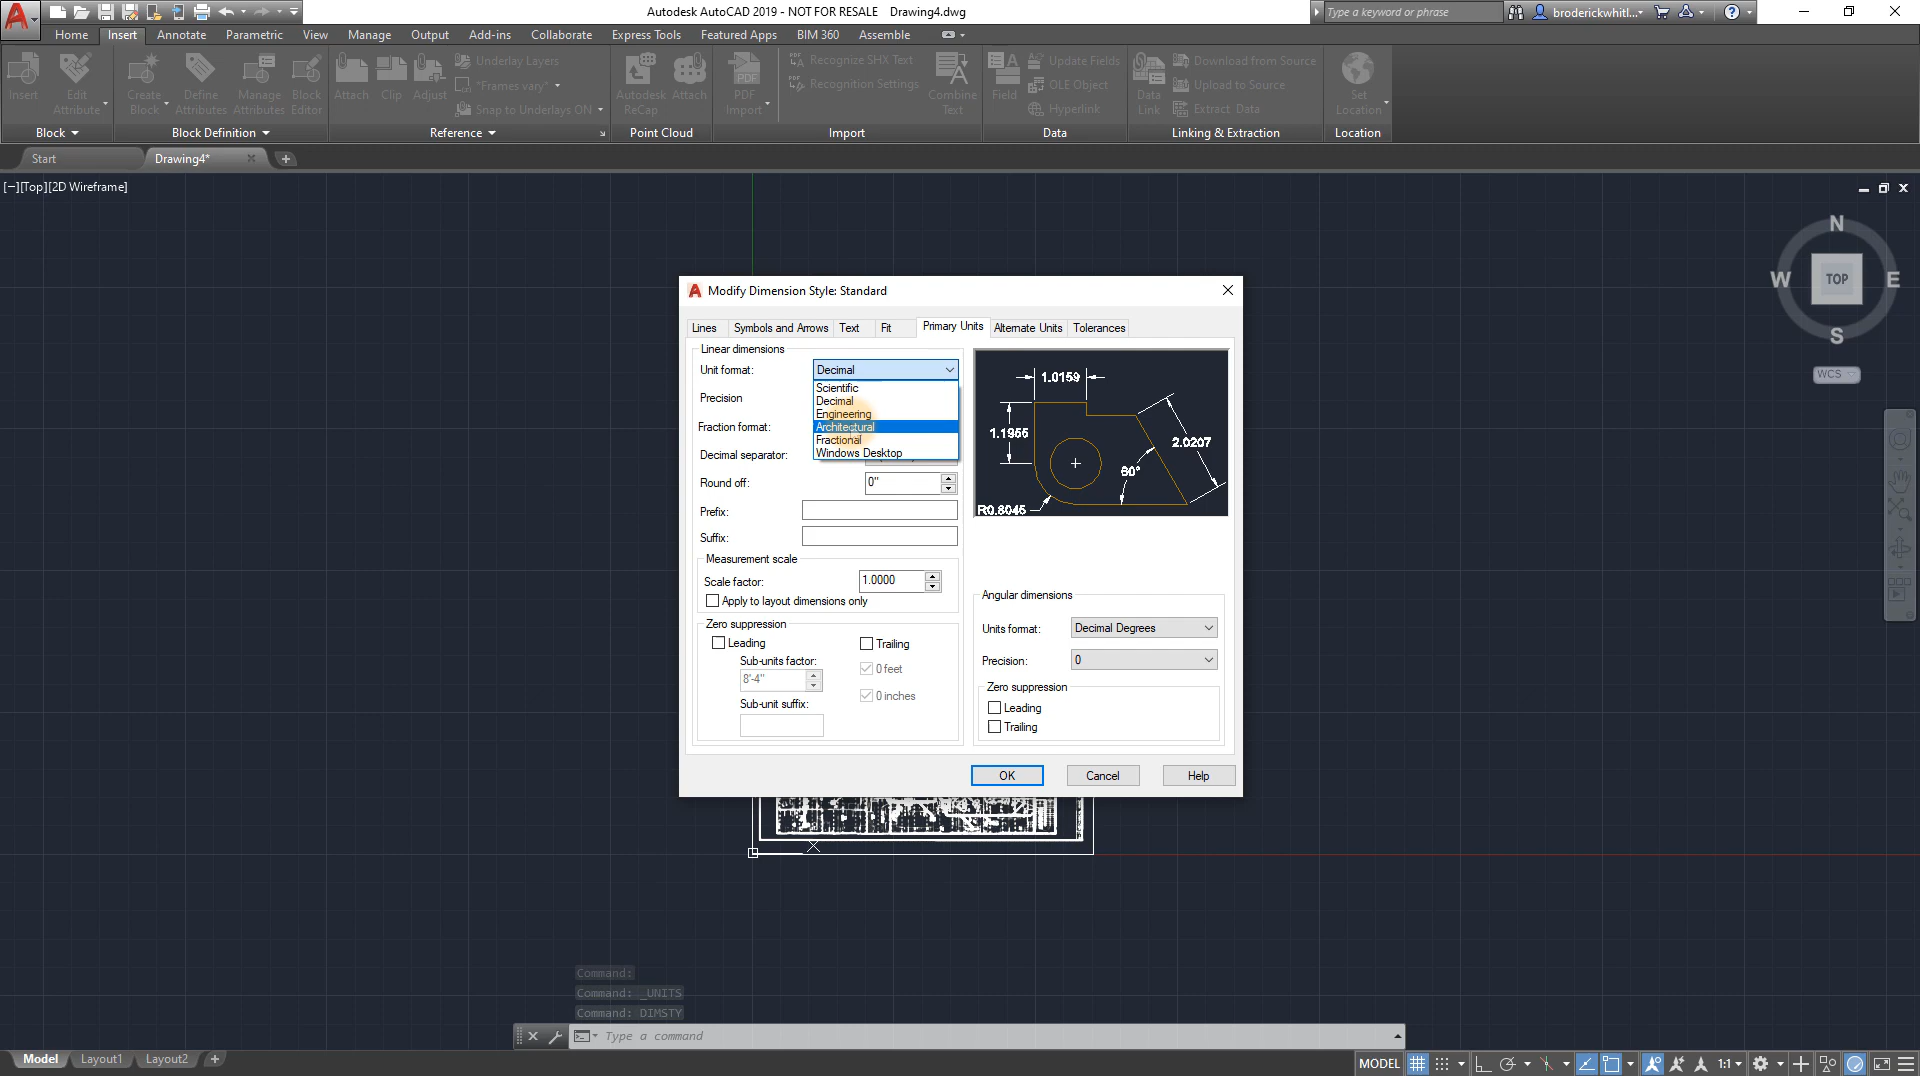 Autodesk AutoCAD 2019 - NOT FOR RESALE Drawing4.dwg
Type a keyword or phrase
broderickwhitl...
Home Insert Annotate Parametric View Manage Output Add-ins Collaborate Express Tools Featured Apps BIM 360 Assemble
Insert
Edit
Attribute
Create
Block
Define
Attributes
Manage
Attributes
Block
Editor
Attach
Clip
Adjust
Underlay Layers
*Frames vary*
Snap to Underlays ON
Autodesk
ReCap
Attach
PDF
Import
Recognize SHX Text
Recognition Settings
Combine
Text
Field
Update Fields
OLE Object
Hyperlink
Data
Link
Download from Source
Upload to Source
Extract Data
Set
Location
Block
Block Definition
Reference
Point Cloud
Import
Data
Linking & Extraction
Location
Start
Drawing4*
[−][Top][2D Wireframe]
N
W
TOP
E
S
WCS
Modify Dimension Style: Standard
Lines
Symbols and Arrows
Text
Fit
Primary Units
Alternate Units
Tolerances
Linear dimensions
Unit format:
Decimal
Scientific
Decimal
Engineering
Architectural
Fractional
Windows Desktop
Precision
Fraction format:
Decimal separator:
Round off:
0"
Prefix:
Suffix:
Measurement scale
Scale factor:
1.0000
Apply to layout dimensions only
Zero suppression
Leading
Trailing
Sub-units factor:
8'-4"
0 feet
0 inches
Sub-unit suffix:
1.0159
1.1955
2.0207
60°
R0.8045
Angular dimensions
Units format:
Decimal Degrees
Precision:
0
Zero suppression
Leading
Trailing
OK
Cancel
Help
Command:
Command: _UNITS
Command: DIMSTY
Type a command
Model
Layout1
Layout2
MODEL
1:1